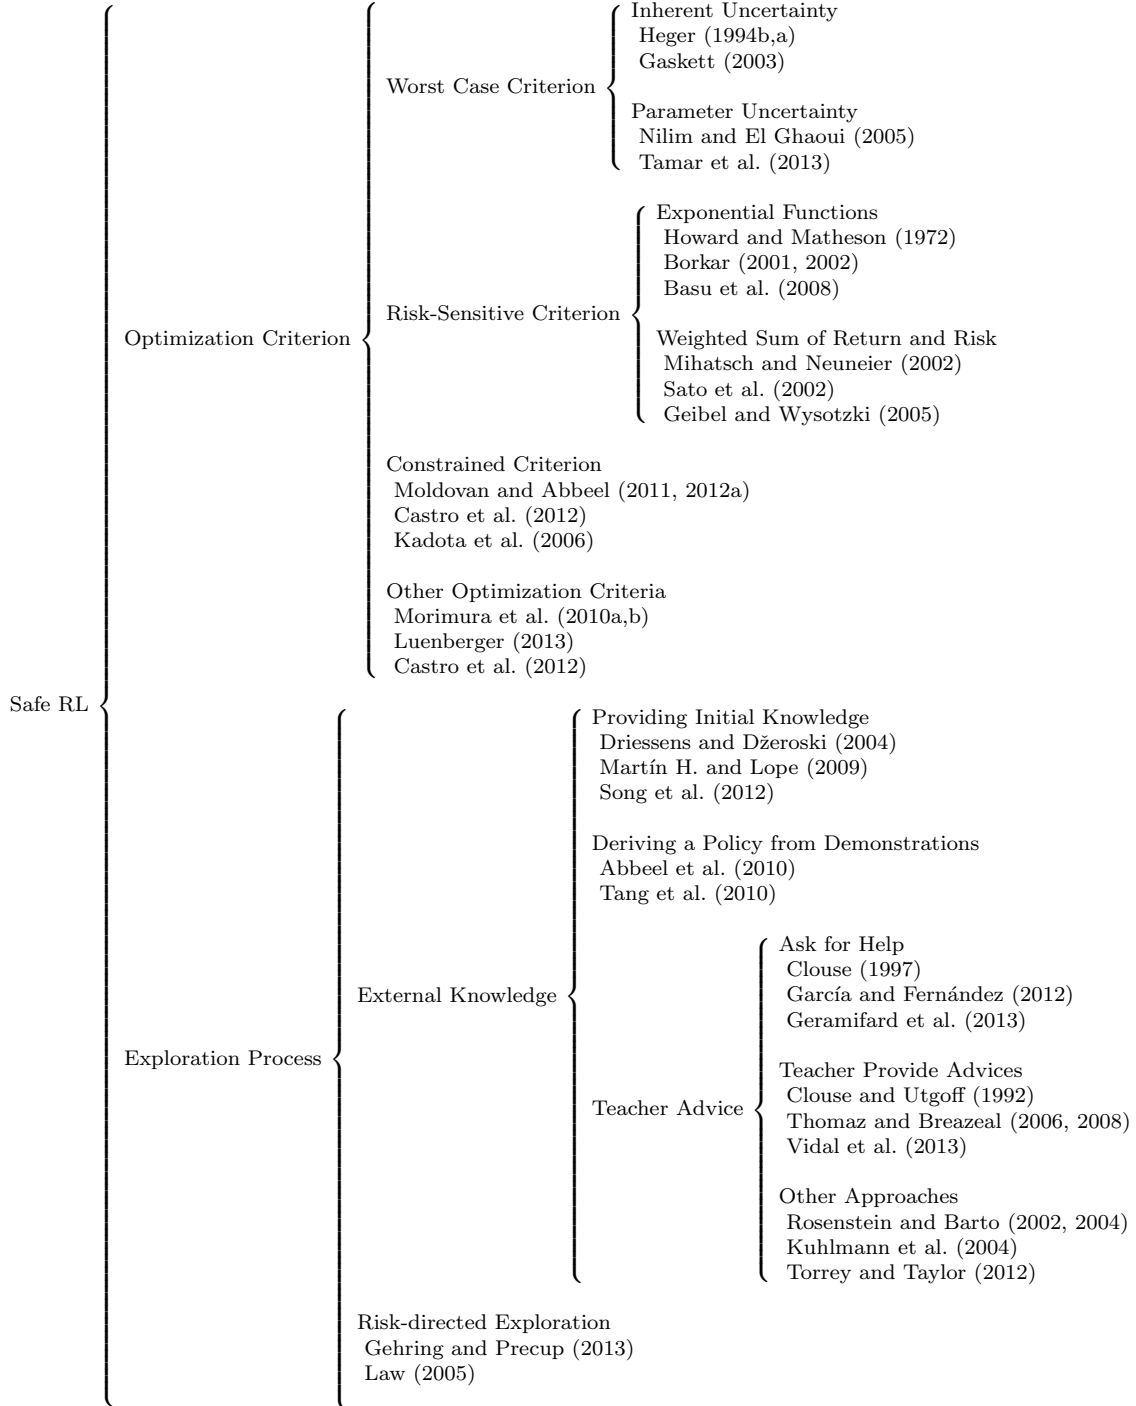 Safe RL
Optimization Criterion
Worst Case Criterion
Inherent Uncertainty
Heger (1994b,a)
Gaskett (2003)
Parameter Uncertainty
Nilim and El Ghaoui (2005)
Tamar et al. (2013)
Risk-Sensitive Criterion
Exponential Functions
Howard and Matheson (1972)
Borkar (2001, 2002)
Basu et al. (2008)
Weighted Sum of Return and Risk
Mihatsch and Neuneier (2002)
Sato et al. (2002)
Geibel and Wysotzki (2005)
Constrained Criterion
Moldovan and Abbeel (2011, 2012a)
Castro et al. (2012)
Kadota et al. (2006)
Other Optimization Criteria
Morimura et al. (2010a,b)
Luenberger (2013)
Castro et al. (2012)
Exploration Process
External Knowledge
Providing Initial Knowledge
Driessens and Džeroski (2004)
Martín H. and Lope (2009)
Song et al. (2012)
Deriving a Policy from Demonstrations
Abbeel et al. (2010)
Tang et al. (2010)
Teacher Advice
Ask for Help
Clouse (1997)
García and Fernández (2012)
Geramifard et al. (2013)
Teacher Provide Advices
Clouse and Utgoff (1992)
Thomaz and Breazeal (2006, 2008)
Vidal et al. (2013)
Other Approaches
Rosenstein and Barto (2002, 2004)
Kuhlmann et al. (2004)
Torrey and Taylor (2012)
Risk-directed Exploration
Gehring and Precup (2013)
Law (2005)